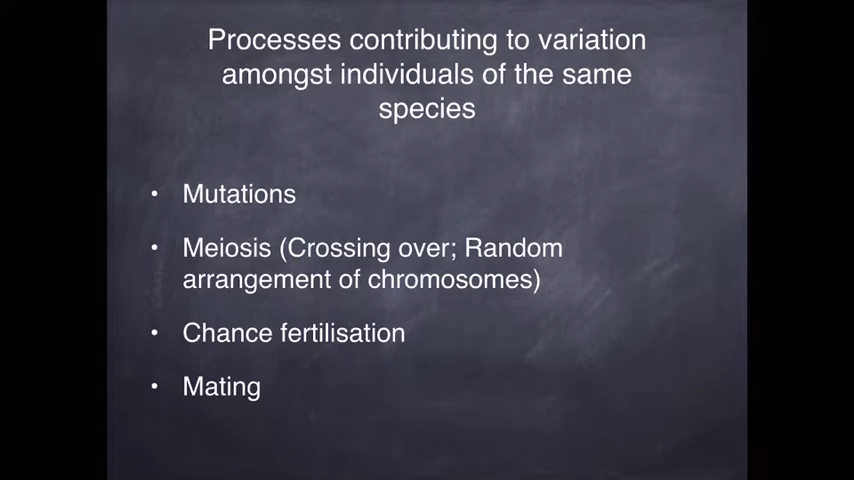 Processes contributing to variation
amongst individuals of the same
species
• Mutations
• Meiosis (Crossing over; Random
arrangement of chromosomes)
• Chance fertilisation
• Mating